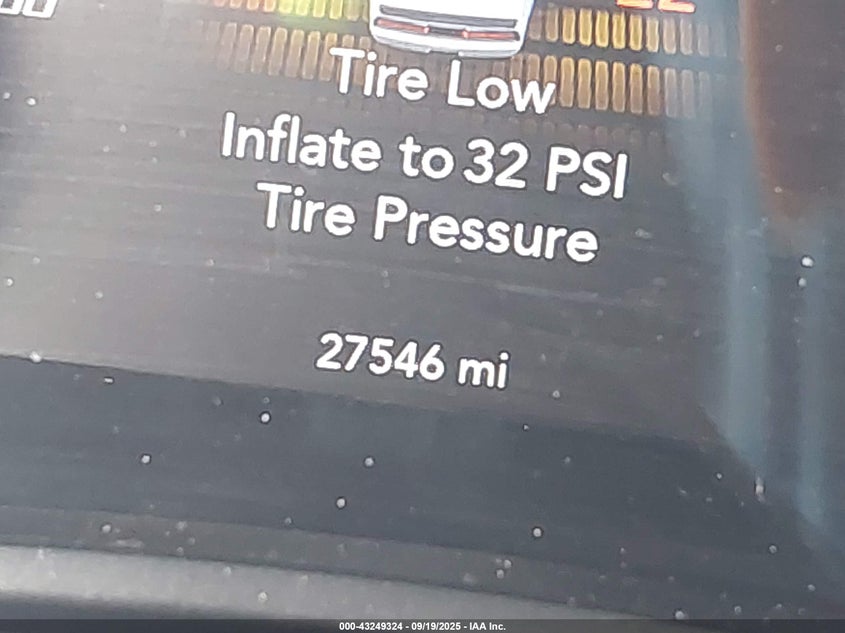 Tire Low
Inflate to 32 PSI
Tire Pressure
27546 mi
000-43249324 - 09/19/2025 - IAA Inc.